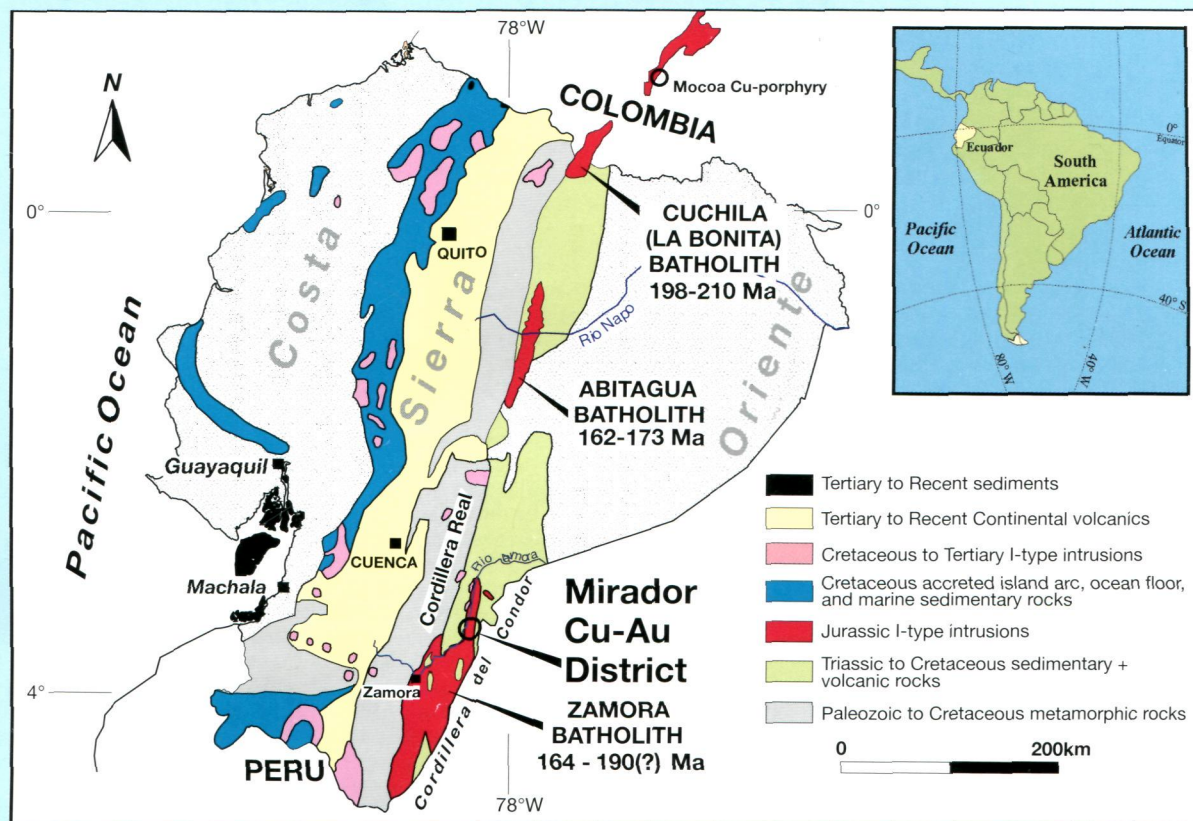 78°W
N
COLOMBIA
Mocoa Cu-porphyry
0°
0°
Costa
Sierra
Oriente
QUITO
CUCHILA
(LA BONITA)
BATHOLITH
198-210 Ma
Rio Napo
ABITAGUA
BATHOLITH
162-173 Ma
Pacific Ocean
Guayaquil
Machala
CUENCA
Cordillera Real
Rio Zamora
Mirador
Cu-Au
District
Cordillera del Condor
4°
Zamora
ZAMORA
BATHOLITH
164 - 190(?) Ma
PERU
78°W
0°
Equator
Ecuador
South
America
Pacific
Ocean
Atlantic
Ocean
40° S
80° W
40° W
Tertiary to Recent sediments
Tertiary to Recent Continental volcanics
Cretaceous to Tertiary I-type intrusions
Cretaceous accreted island arc, ocean floor,
and marine sedimentary rocks
Jurassic I-type intrusions
Triassic to Cretaceous sedimentary +
volcanic rocks
Paleozoic to Cretaceous metamorphic rocks
0
200km